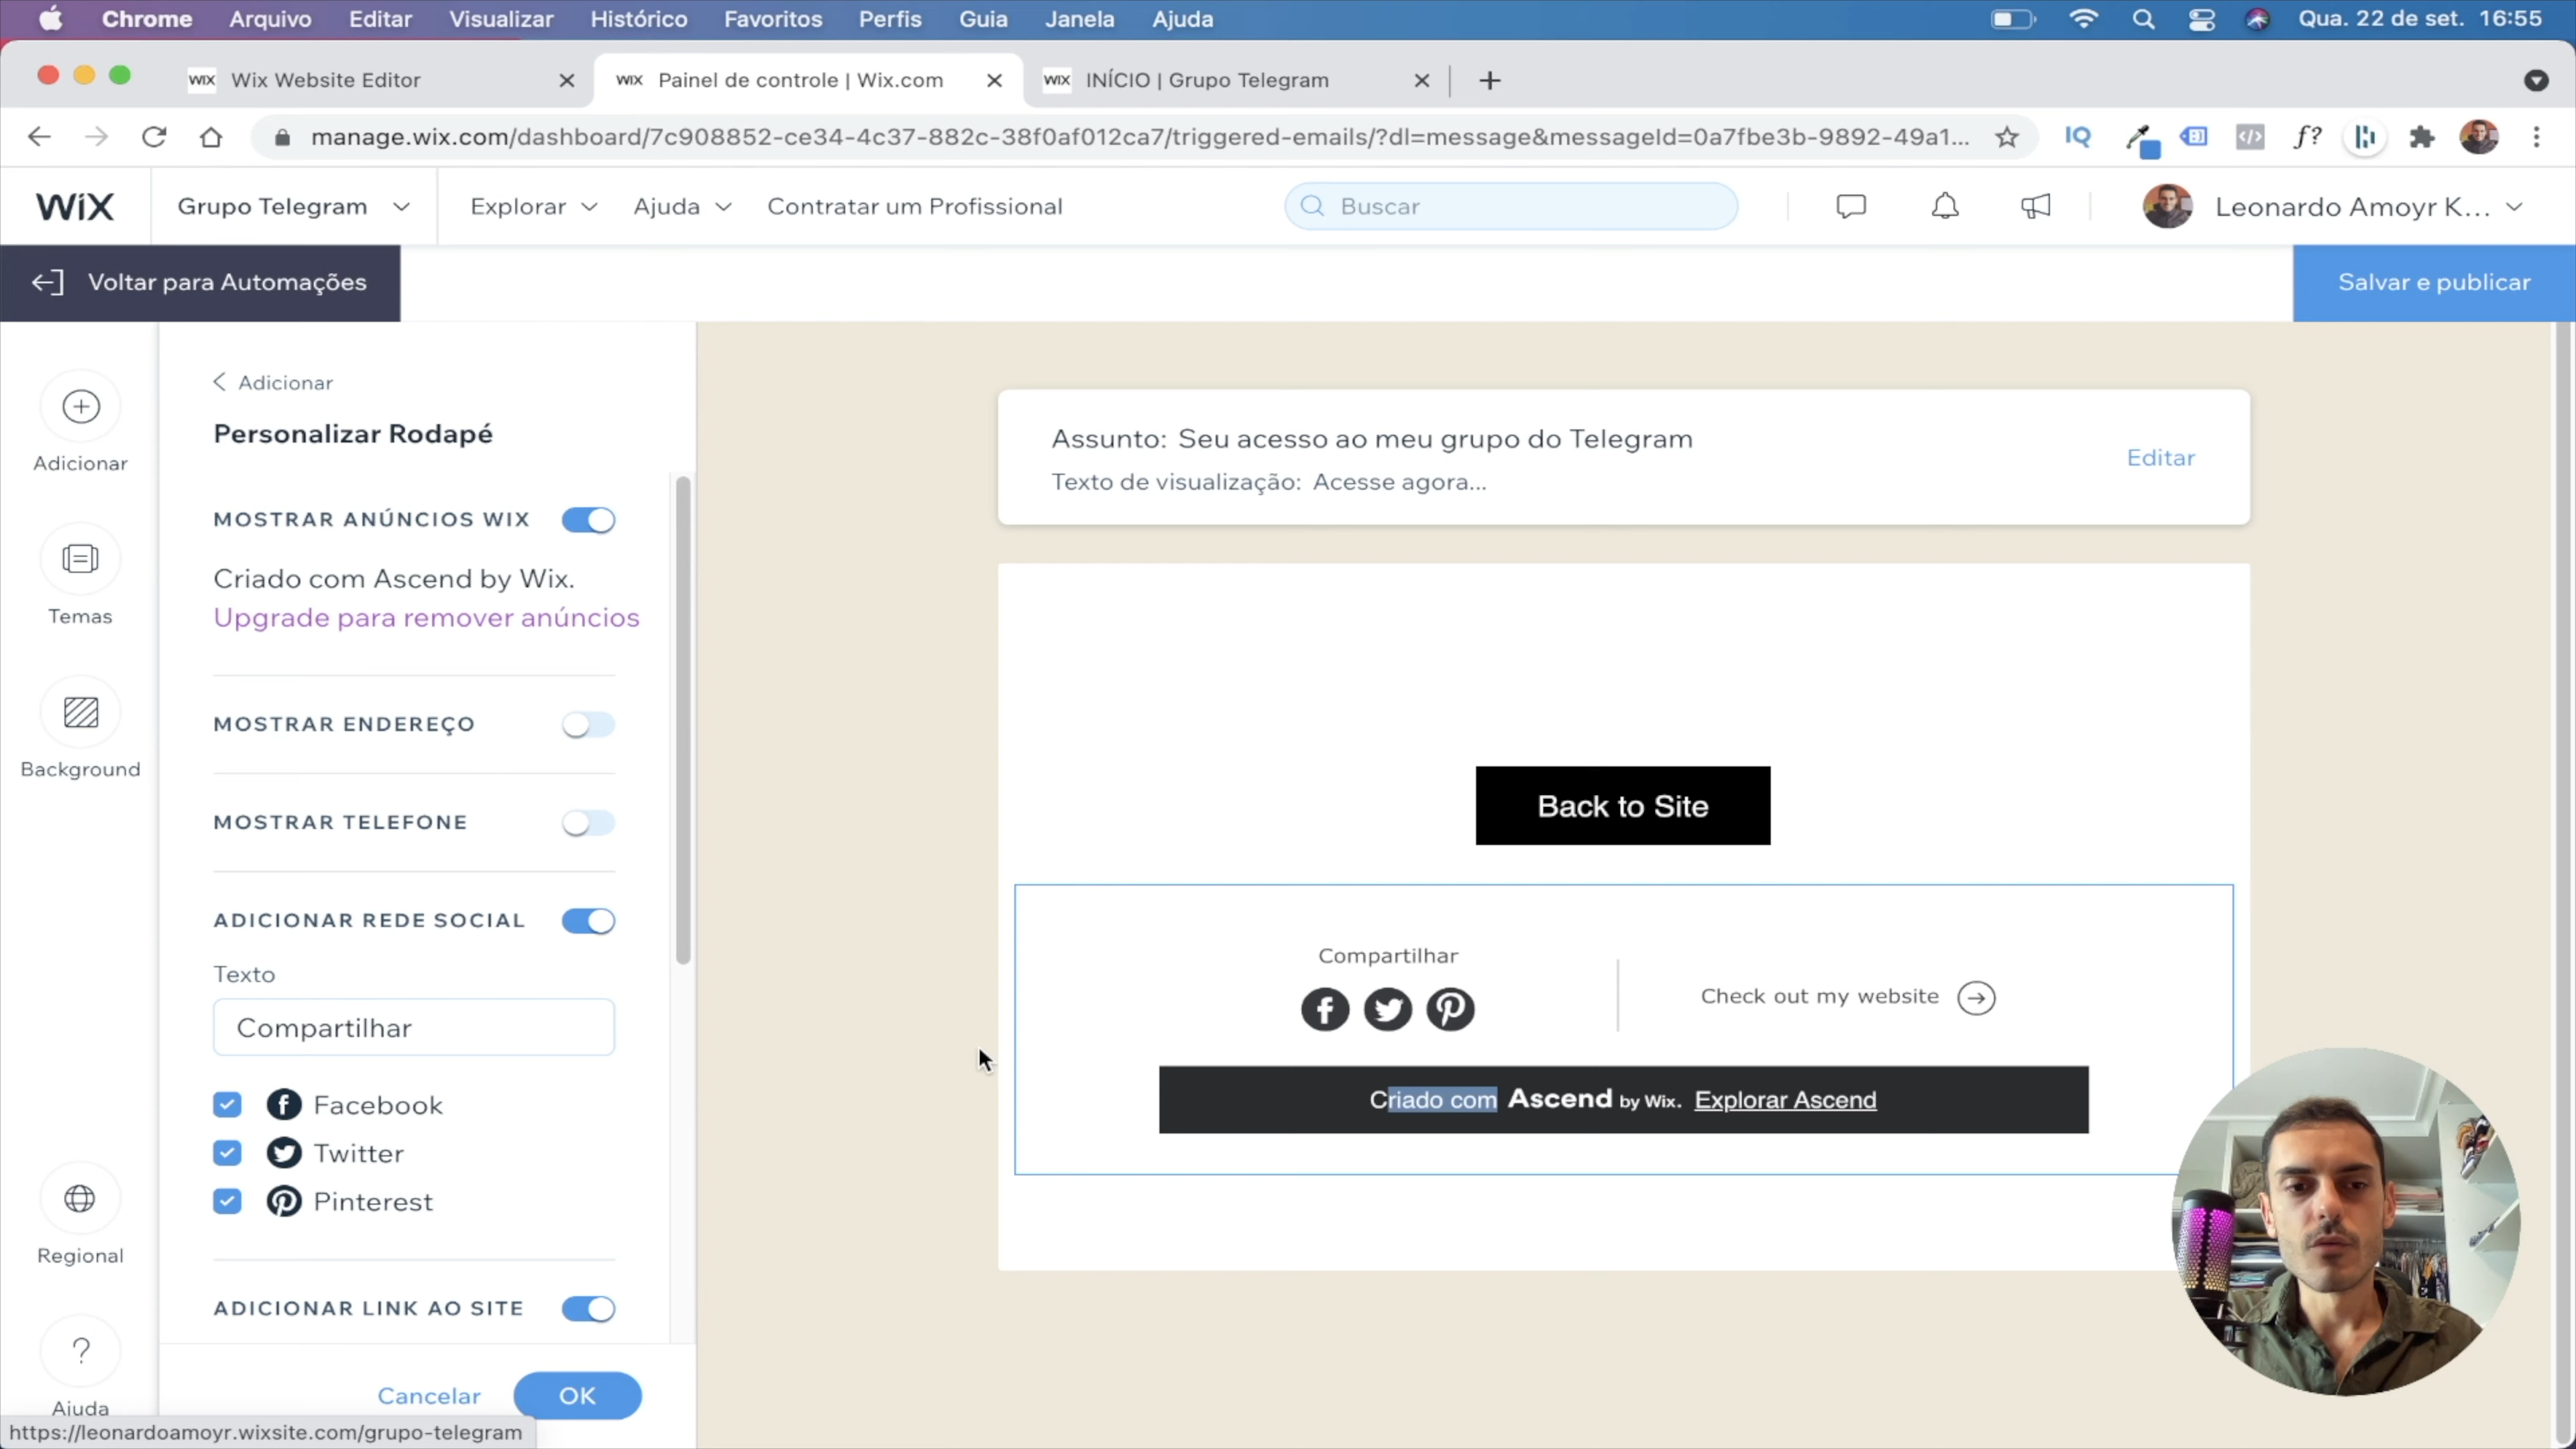 Chrome Arquivo Editar Visualizar Histórico Favoritos Perfis Guia Janela Ajuda Qua. 22 de set. 16:55
WIX Wix Website Editor
WIX Painel de controle | Wix.com
WIX INÍCIO | Grupo Telegram
manage.wix.com/dashboard/7c908852-ce34-4c37-882c-38f0af012ca7/triggered-emails/?dl=message&messageId=0a7fbe3b-9892-49a1...
IQ
f?
WiX
Grupo Telegram
Explorar
Ajuda
Contratar um Profissional
Buscar
Leonardo Amoyr K...
Voltar para Automações
Salvar e publicar
Adicionar
Temas
Background
Regional
?
Ajuda
Adicionar
Personalizar Rodapé
MOSTRAR ANÚNCIOS WIX
Criado com Ascend by Wix.
Upgrade para remover anúncios
MOSTRAR ENDEREÇO
MOSTRAR TELEFONE
ADICIONAR REDE SOCIAL
Texto
Compartilhar
Facebook
Twitter
Pinterest
ADICIONAR LINK AO SITE
Cancelar
OK
https://leonardoamoyr.wixsite.com/grupo-telegram
Assunto: Seu acesso ao meu grupo do Telegram
Texto de visualização: Acesse agora...
Editar
Back to Site
Compartilhar
Check out my website
Criado com Ascend by Wix. Explorar Ascend